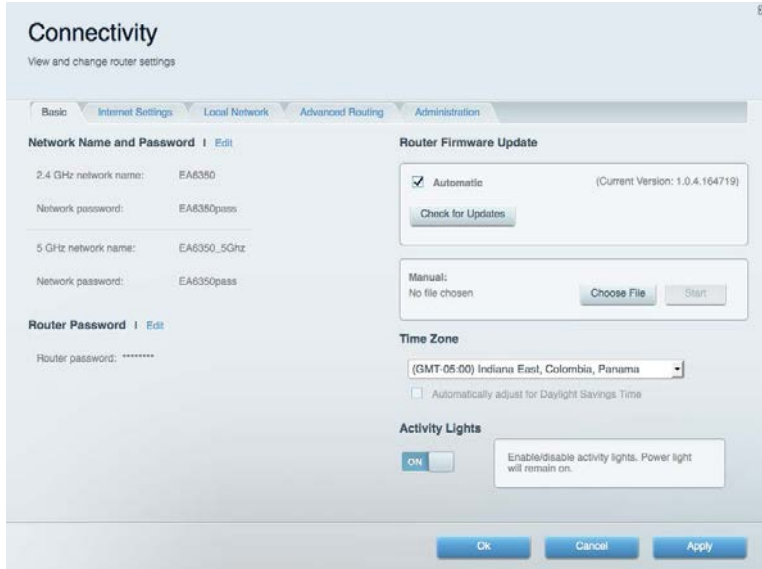 Connectivity
View and change router settings
Basic
Internet Settings
Local Network
Advanced Routing
Administration
Network Name and Password | Edit
2.4 GHz network name: EA6350
Network password: EA6350pass
5 GHz network name: EA6350_5Ghz
Network password: EA6350pass
Router Password | Edit
Router password: ********
Router Firmware Update
Automatic (Current Version: 1.0.4.164719)
Check for Updates
Manual:
No file chosen
Choose File
Start
Time Zone
(GMT-05:00) Indiana East, Colombia, Panama
Automatically adjust for Daylight Savings Time
Activity Lights
ON
Enable/disable activity lights. Power light
will remain on.
Ok
Cancel
Apply